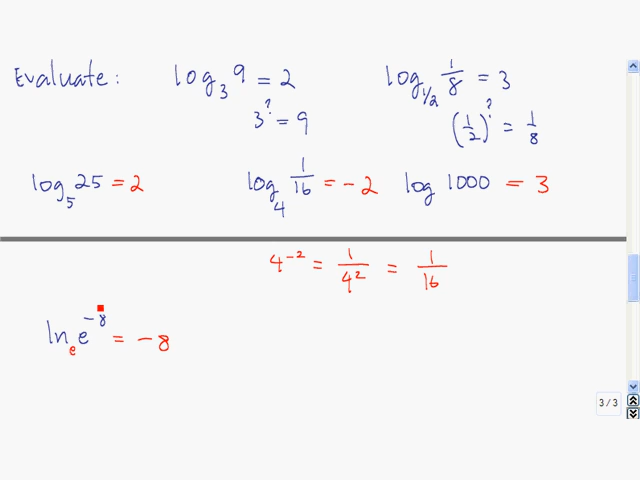 Evaluate: log₃ 9 = 2 log₁/₂ 1/8 = 3
3^? = 9 (1/2)^? = 1/8
log₅ 25 = 2 log₄ 1/16 = -2 log 1000 = 3
4⁻² = 1/4² = 1/16
lnₑ e⁻⁸ = -8
3/3